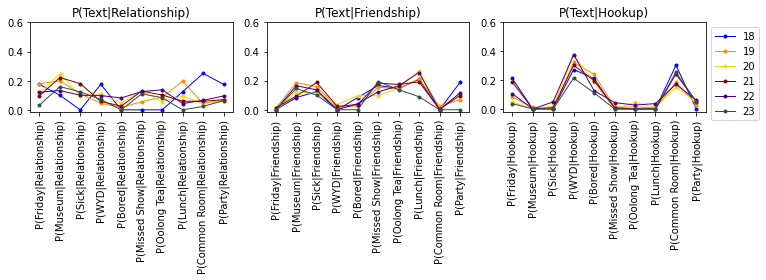 P(Text|Relationship)
0.6
0.4
0.2
0.0
P(Friday|Relationship)
P(Museum|Relationship)
P(Sick|Relationship)
P(WYD|Relationship)
P(Bored|Relationship)
P(Missed Show|Relationship)
P(Oolong Tea|Relationship)
P(Lunch|Relationship)
P(Common Room|Relationship)
P(Party|Relationship)
P(Text|Friendship)
0.6
0.4
0.2
0.0
P(Friday|Friendship)
P(Museum|Friendship)
P(Sick|Friendship)
P(WYD|Friendship)
P(Bored|Friendship)
P(Missed Show|Friendship)
P(Oolong Tea|Friendship)
P(Lunch|Friendship)
P(Common Room|Friendship)
P(Party|Friendship)
P(Text|Hookup)
0.6
0.4
0.2
0.0
P(Friday|Hookup)
P(Museum|Hookup)
P(Sick|Hookup)
P(WYD|Hookup)
P(Bored|Hookup)
P(Missed Show|Hookup)
P(Oolong Tea|Hookup)
P(Lunch|Hookup)
P(Common Room|Hookup)
P(Party|Hookup)
18
19
20
21
22
23